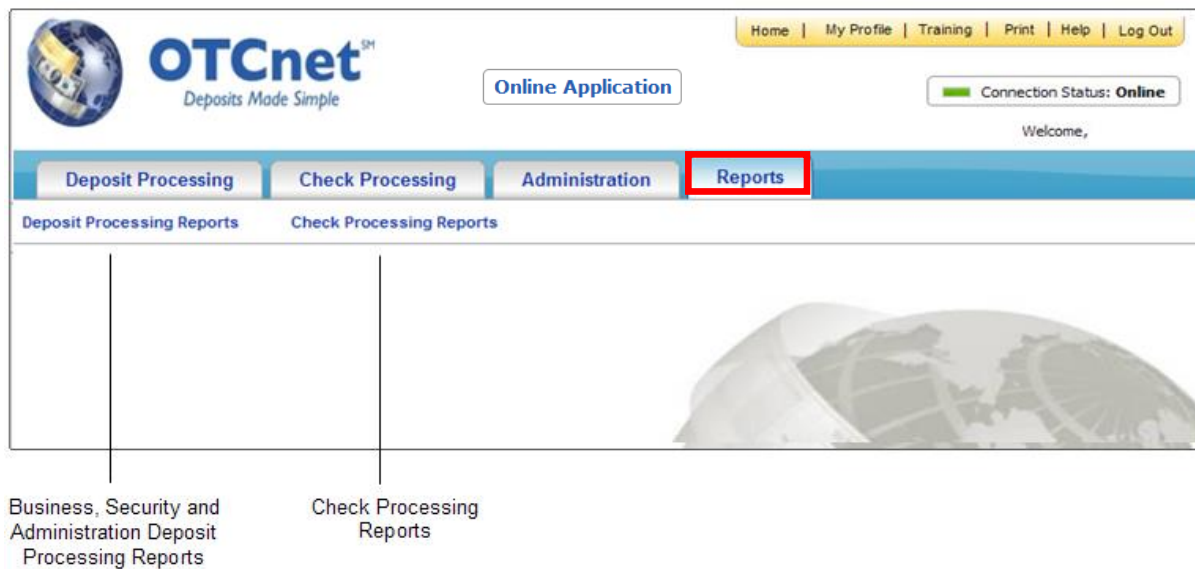 Home | My Profile | Training | Print | Help | Log Out
OTCnet℠
Deposits Made Simple
Online Application
Connection Status: Online
Welcome,
Deposit Processing
Check Processing
Administration
Reports
Deposit Processing Reports
Check Processing Reports
Business, Security and
Administration Deposit
Processing Reports
Check Processing
Reports